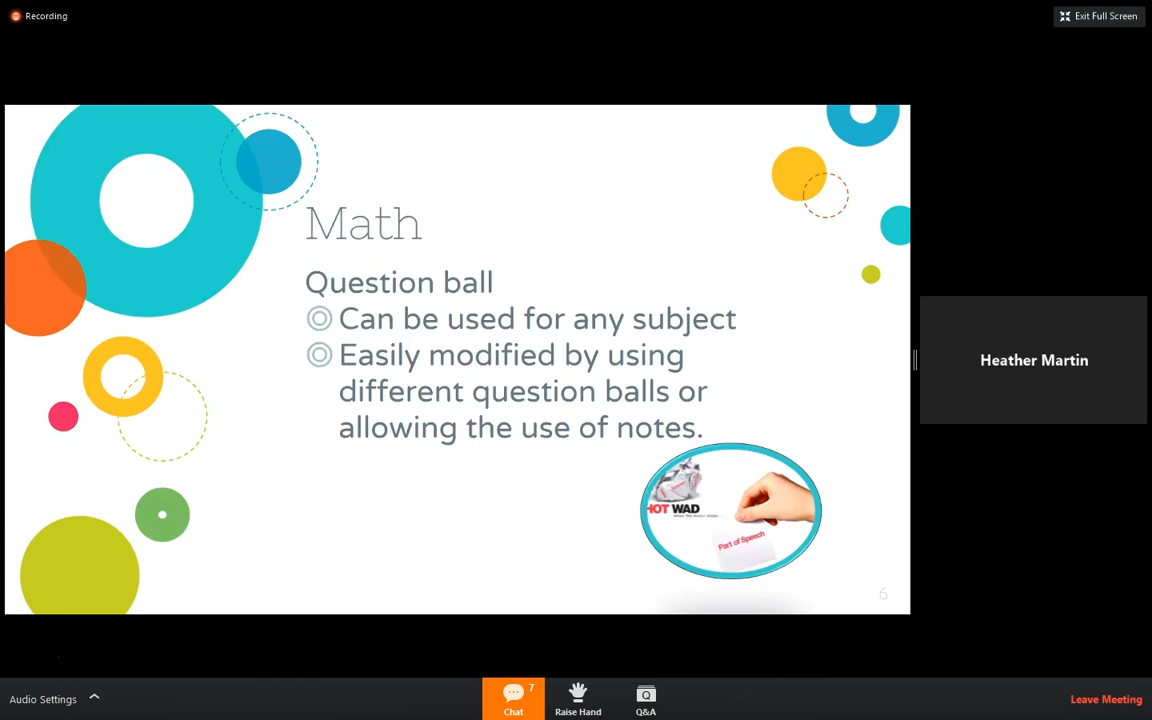 Recording
Exit Full Screen
Math
Question ball
Can be used for any subject
Easily modified by using
different question balls or
allowing the use of notes.
HOT WAD
Part of Speech
6
Heather Martin
Audio Settings
7
Chat
Raise Hand
Q
Q&A
Leave Meeting